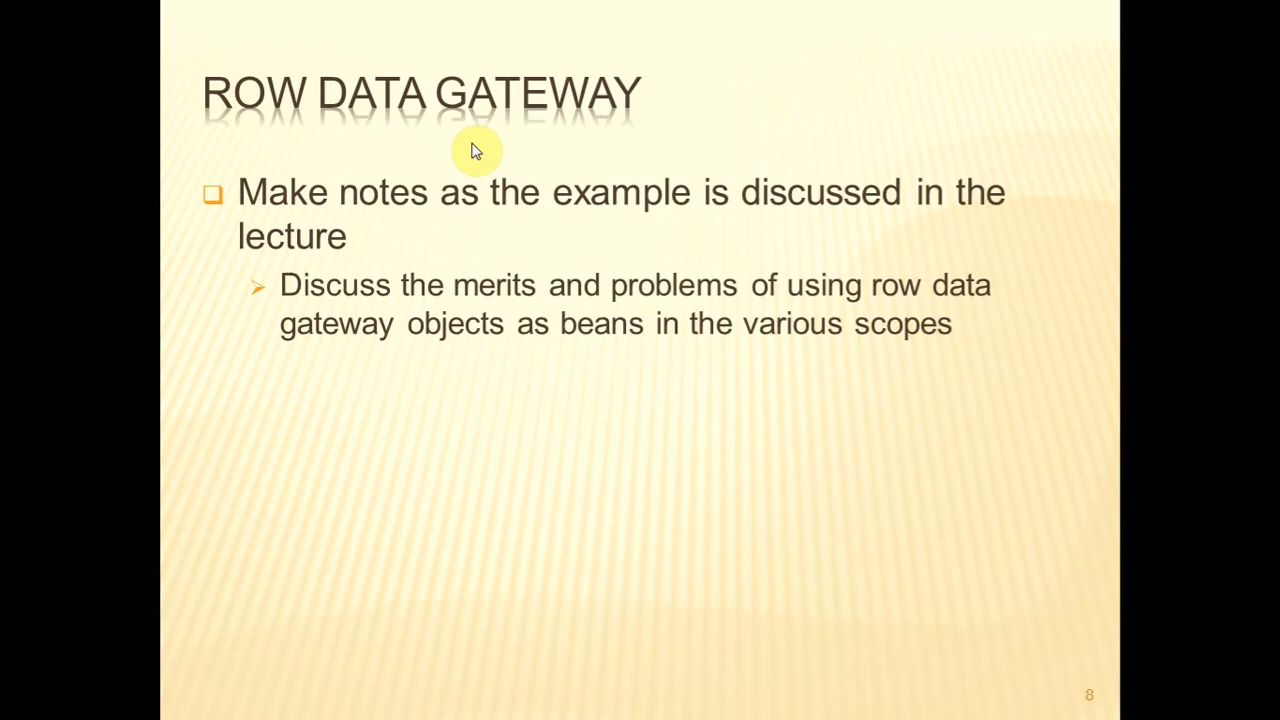 ROW DATA GATEWAY
Make notes as the example is discussed in the
lecture
Discuss the merits and problems of using row data
gateway objects as beans in the various scopes
8